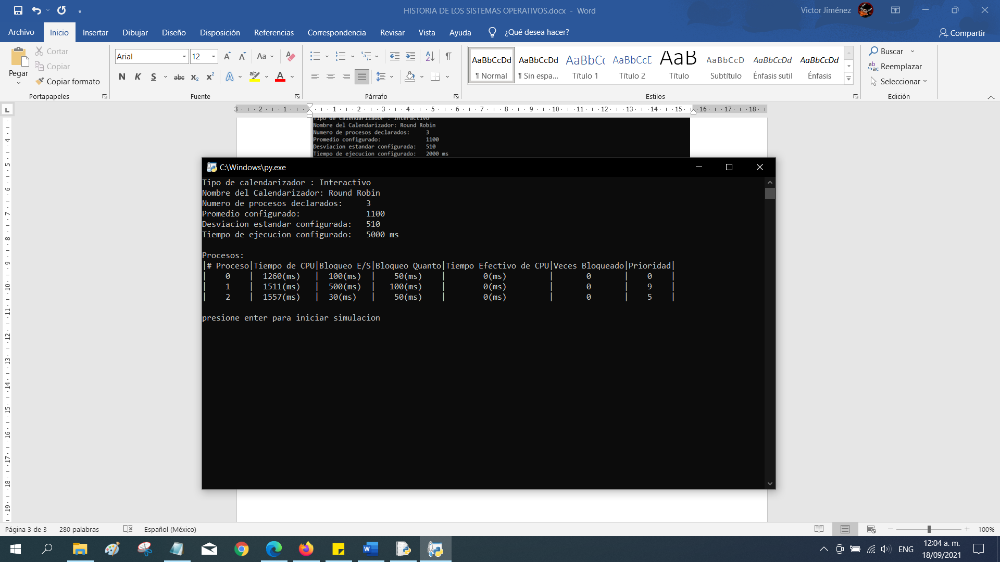 HISTORIA DE LOS SISTEMAS OPERATIVOS.docx - Word
Victor Jiménez
Archivo Inicio Insertar Dibujar Diseño Disposición Referencias Correspondencia Revisar Vista Ayuda ¿Qué desea hacer? Compartir
Pegar
Cortar
Copiar
Copiar formato
Portapapeles
Arial 12 Aa
N K S abc x₂ x² A aby A
Fuente
Párrafo
AaBbCcDd AaBbCcDd AaBbCc AaBbCcE AaB AaBbCcD AaBbCcDd AaBbCcDd
¶ Normal ¶ Sin espa... Título 1 Título 2 Título Subtítulo Énfasis sutil Énfasis
Estilos
Buscar
Reemplazar
Seleccionar
Edición
3 2 1 1 2 3 4 5 6 7 8 9 10 11 12 13 14 15 16 17 18
4
5
6
7
8
9
10
11
12
13
14
15
16
17
18
19
Tipo de calendarizador : Interactivo
Nombre del Calendarizador: Round Robin
Numero de procesos declarados: 3
Promedio configurado: 1100
Desviacion estandar configurada: 510
Tiempo de ejecucion configurado: 2000 ms
C:\Windows\py.exe
Tipo de calendarizador : Interactivo
Nombre del Calendarizador: Round Robin
Numero de procesos declarados: 3
Promedio configurado: 1100
Desviacion estandar configurada: 510
Tiempo de ejecucion configurado: 5000 ms
Procesos:
|# Proceso|Tiempo de CPU|Bloqueo E/S|Bloqueo Quanto|Tiempo Efectivo de CPU|Veces Bloqueado|Prioridad|
| 0 | 1260(ms) | 100(ms) | 50(ms) | 0(ms) | 0 | 0 |
| 1 | 1511(ms) | 500(ms) | 100(ms) | 0(ms) | 0 | 9 |
| 2 | 1557(ms) | 30(ms) | 50(ms) | 0(ms) | 0 | 5 |
presione enter para iniciar simulacion
Página 3 de 3 280 palabras Español (México) 100%
ENG
12:04 a. m.
18/09/2021